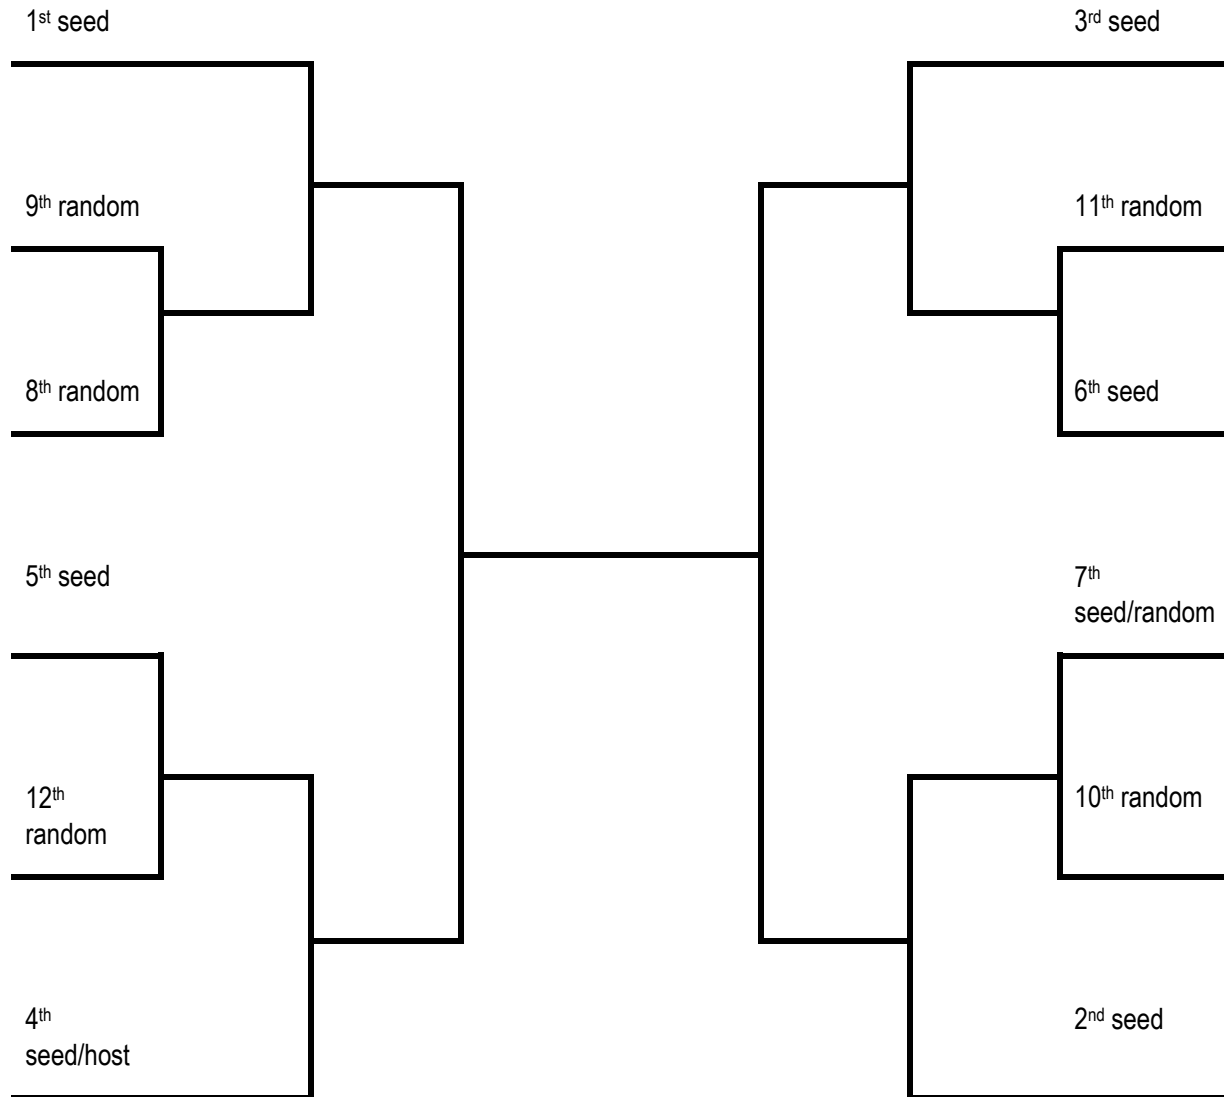 1st seed
3rd seed
9th random
11th random
8th random
6th seed
5th seed
7th
seed/random
12th
random
10th random
4th
seed/host
2nd seed